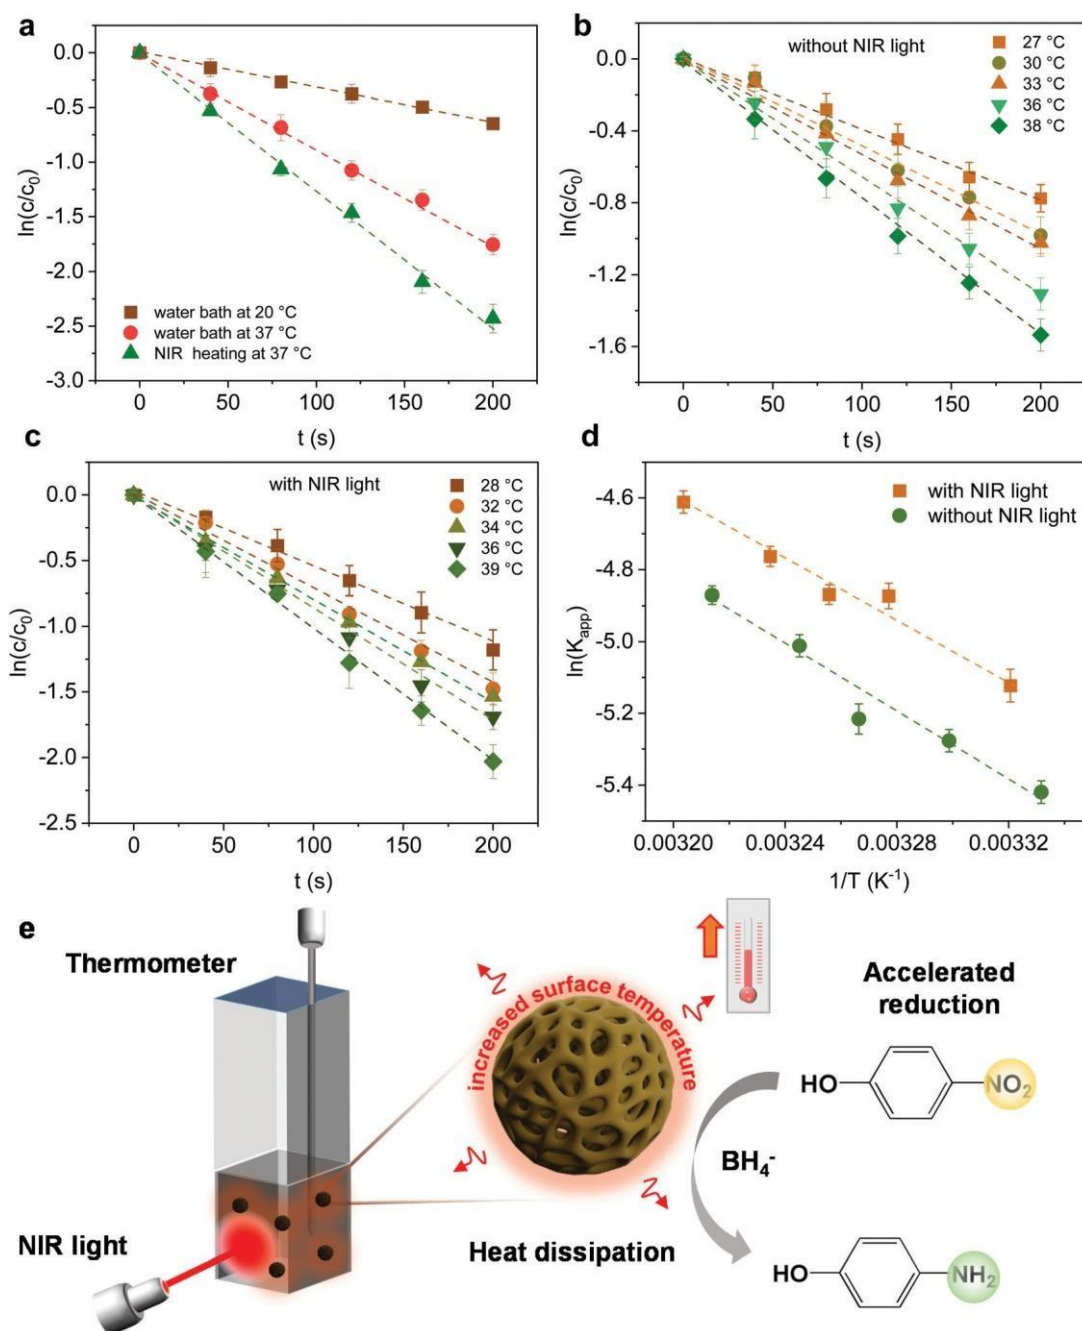 a
ln(c/c₀)
0.0
-0.5
-1.0
-1.5
-2.0
-2.5
-3.0
water bath at 20 °C
water bath at 37 °C
NIR heating at 37 °C
0 50 100 150 200
t (s)
b
ln(c/c₀)
0.0
-0.4
-0.8
-1.2
-1.6
without NIR light
27 °C
30 °C
33 °C
36 °C
38 °C
0 50 100 150 200
t (s)
c
ln(c/c₀)
0.0
-0.5
-1.0
-1.5
-2.0
-2.5
with NIR light
28 °C
32 °C
34 °C
36 °C
39 °C
0 50 100 150 200
t (s)
d
ln(Kapp)
-4.6
-4.8
-5.0
-5.2
-5.4
with NIR light
without NIR light
0.00320 0.00324 0.00328 0.00332
1/T (K⁻¹)
e
Thermometer
NIR light
increased surface temperature
Heat dissipation
Accelerated
reduction
HO
NO₂
BH₄⁻
HO
NH₂